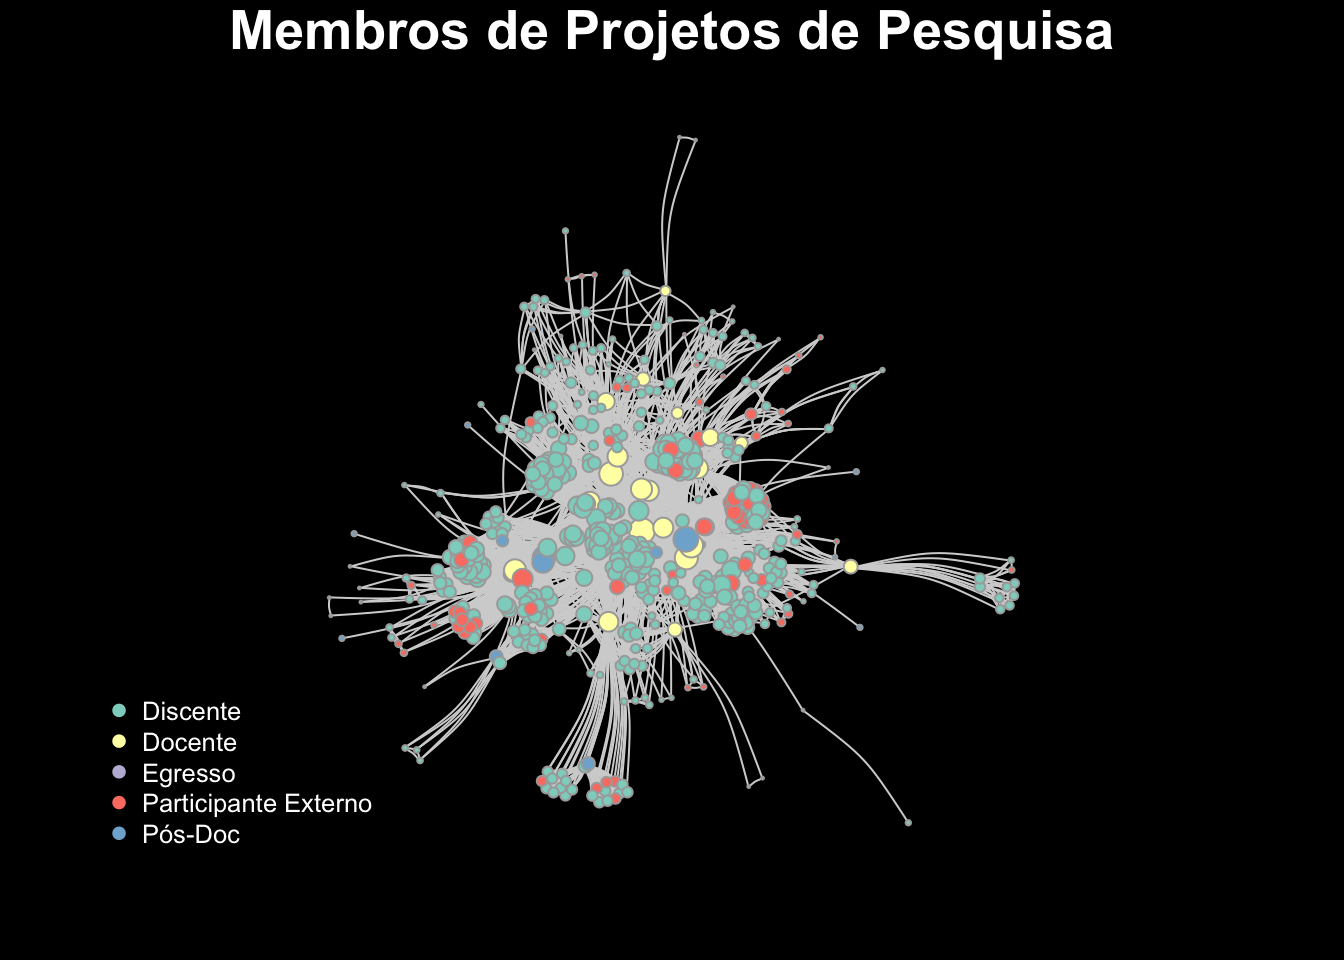 Membros de Projetos de Pesquisa
Discente
Docente
Egresso
Participante Externo
Pós-Doc